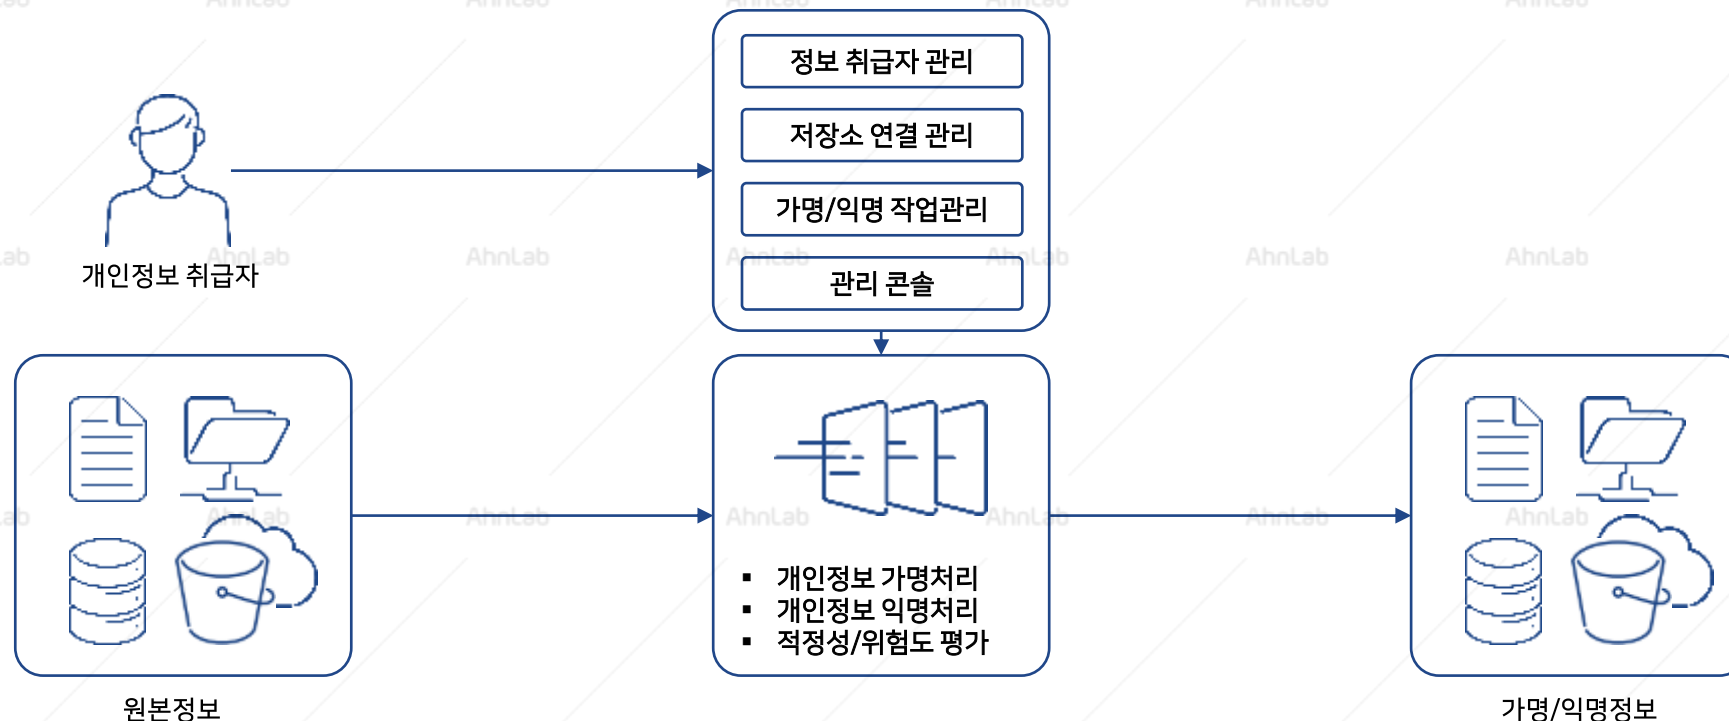 정보 취급자 관리
저장소 연결 관리
가명/익명 작업관리
관리 콘솔
개인정보 취급자
개인정보 가명처리
개인정보 익명처리
적정성/위험도 평가
원본정보
가명/익명정보
AhnLab